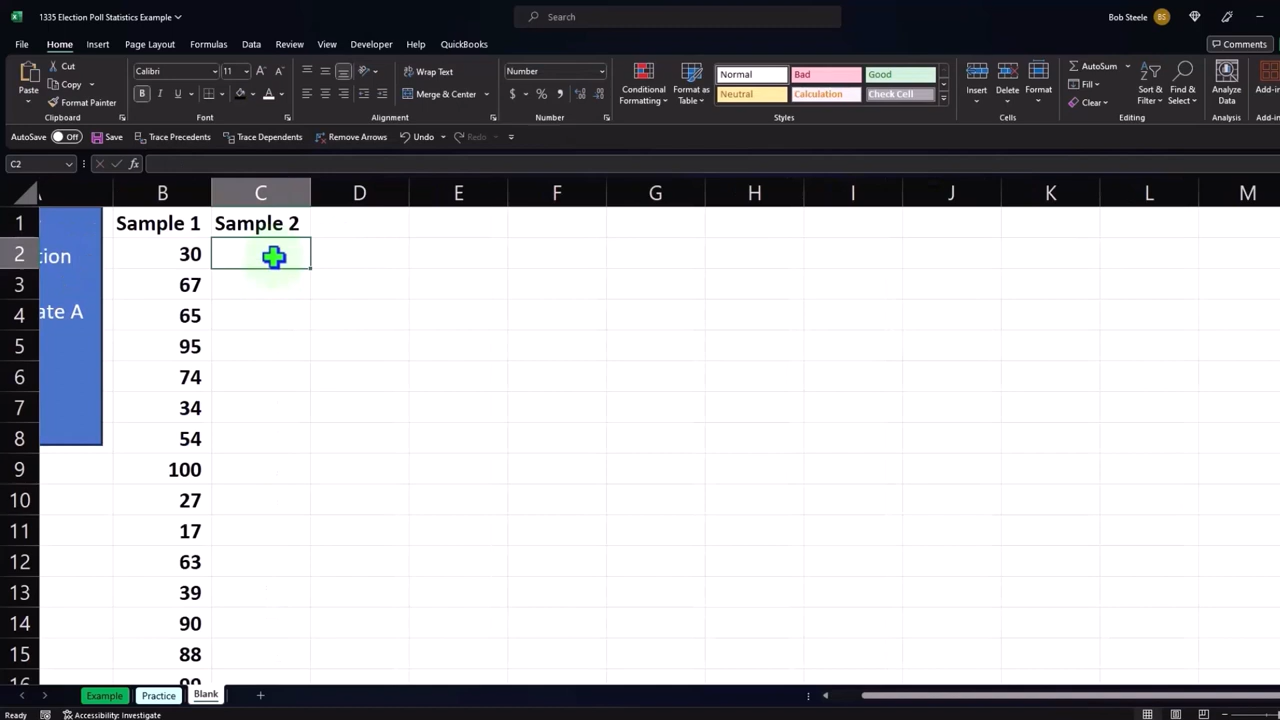 1335 Election Poll Statistics Example
Search
Bob Steele BS
File Home Insert Page Layout Formulas Data Review View Developer Help QuickBooks Comments
Paste Cut Copy Format Painter Clipboard
Calibri 11 B I U Font
Wrap Text Merge & Center Alignment
Number $ % Number
Conditional Formatting Format as Table
Normal Bad Good
Neutral Calculation Check Cell
Styles
Insert Delete Format Cells
AutoSum Fill Clear Sort & Filter Find & Select Editing
Analyze Data Analysis
AutoSave Off Save Trace Precedents Trace Dependents Remove Arrows Undo Redo
C2 fx
B C D E F G H I J K L M
1 Sample 1 Sample 2
2 tion 30
3 67
4 ate A 65
5 95
6 74
7 34
8 54
9 100
10 27
11 17
12 63
13 39
14 90
15 88
Example Practice Blank
Ready Accessibility: Investigate